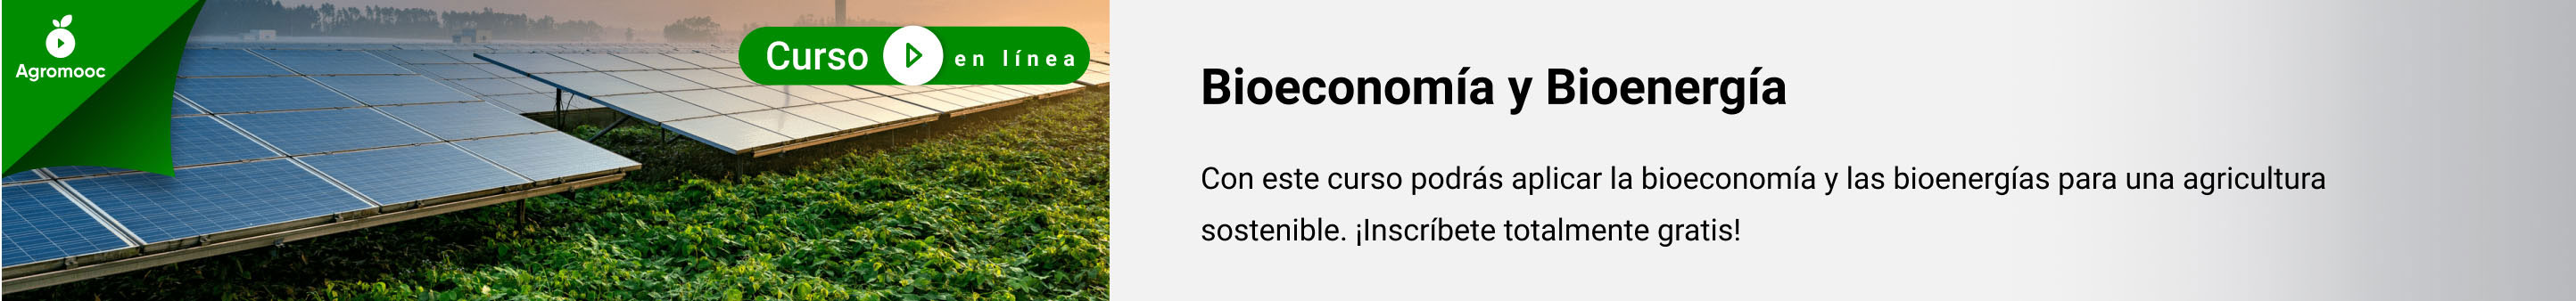 Agromooc
Curso en línea
Bioeconomía y Bioenergía
Con este curso podrás aplicar la bioeconomía y las bioenergías para una agricultura
sostenible. ¡Inscríbete totalmente gratis!